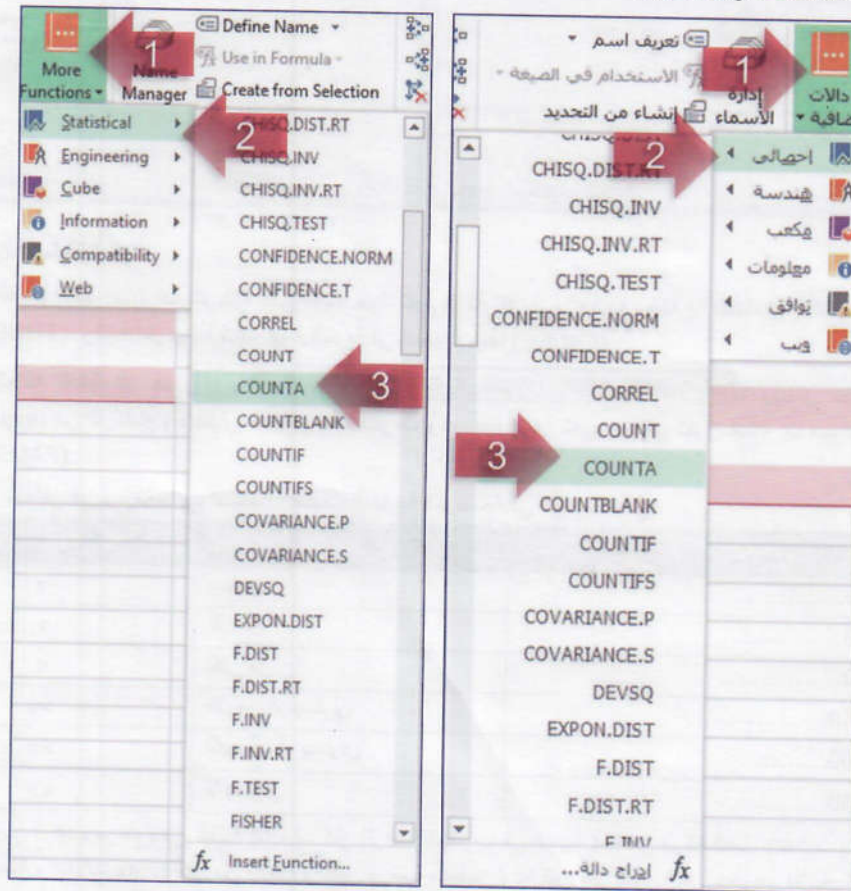 1
More
Functions
Name
Manager
Define Name
Use in Formula
Create from Selection
2
Statistical
Engineering
Cube
Information
Compatibility
Web
CHISQ.DIST.RT
CHISQ.INV
CHISQ.INV.RT
CHISQ.TEST
CONFIDENCE.NORM
CONFIDENCE.T
CORREL
COUNT
COUNTA
3
COUNTBLANK
COUNTIF
COUNTIFS
COVARIANCE.P
COVARIANCE.S
DEVSQ
EXPON.DIST
F.DIST
F.DIST.RT
F.INV
F.INV.RT
F.TEST
FISHER
fx Insert Function...
1
دالات
إضافية
إدارة
الأسماء
تعريف اسم
الاستخدام في الصيغة
إنشاء من التحديد
2
احصائي
هندسة
مكعب
معلومات
توافق
ويب
CHISQ.DIST
CHISQ.DIST.RT
CHISQ.INV
CHISQ.INV.RT
CHISQ.TEST
CONFIDENCE.NORM
CONFIDENCE.T
CORREL
COUNT
3
COUNTA
COUNTBLANK
COUNTIF
COUNTIFS
COVARIANCE.P
COVARIANCE.S
DEVSQ
EXPON.DIST
F.DIST
F.DIST.RT
F.INV
fx إدراج دالة...